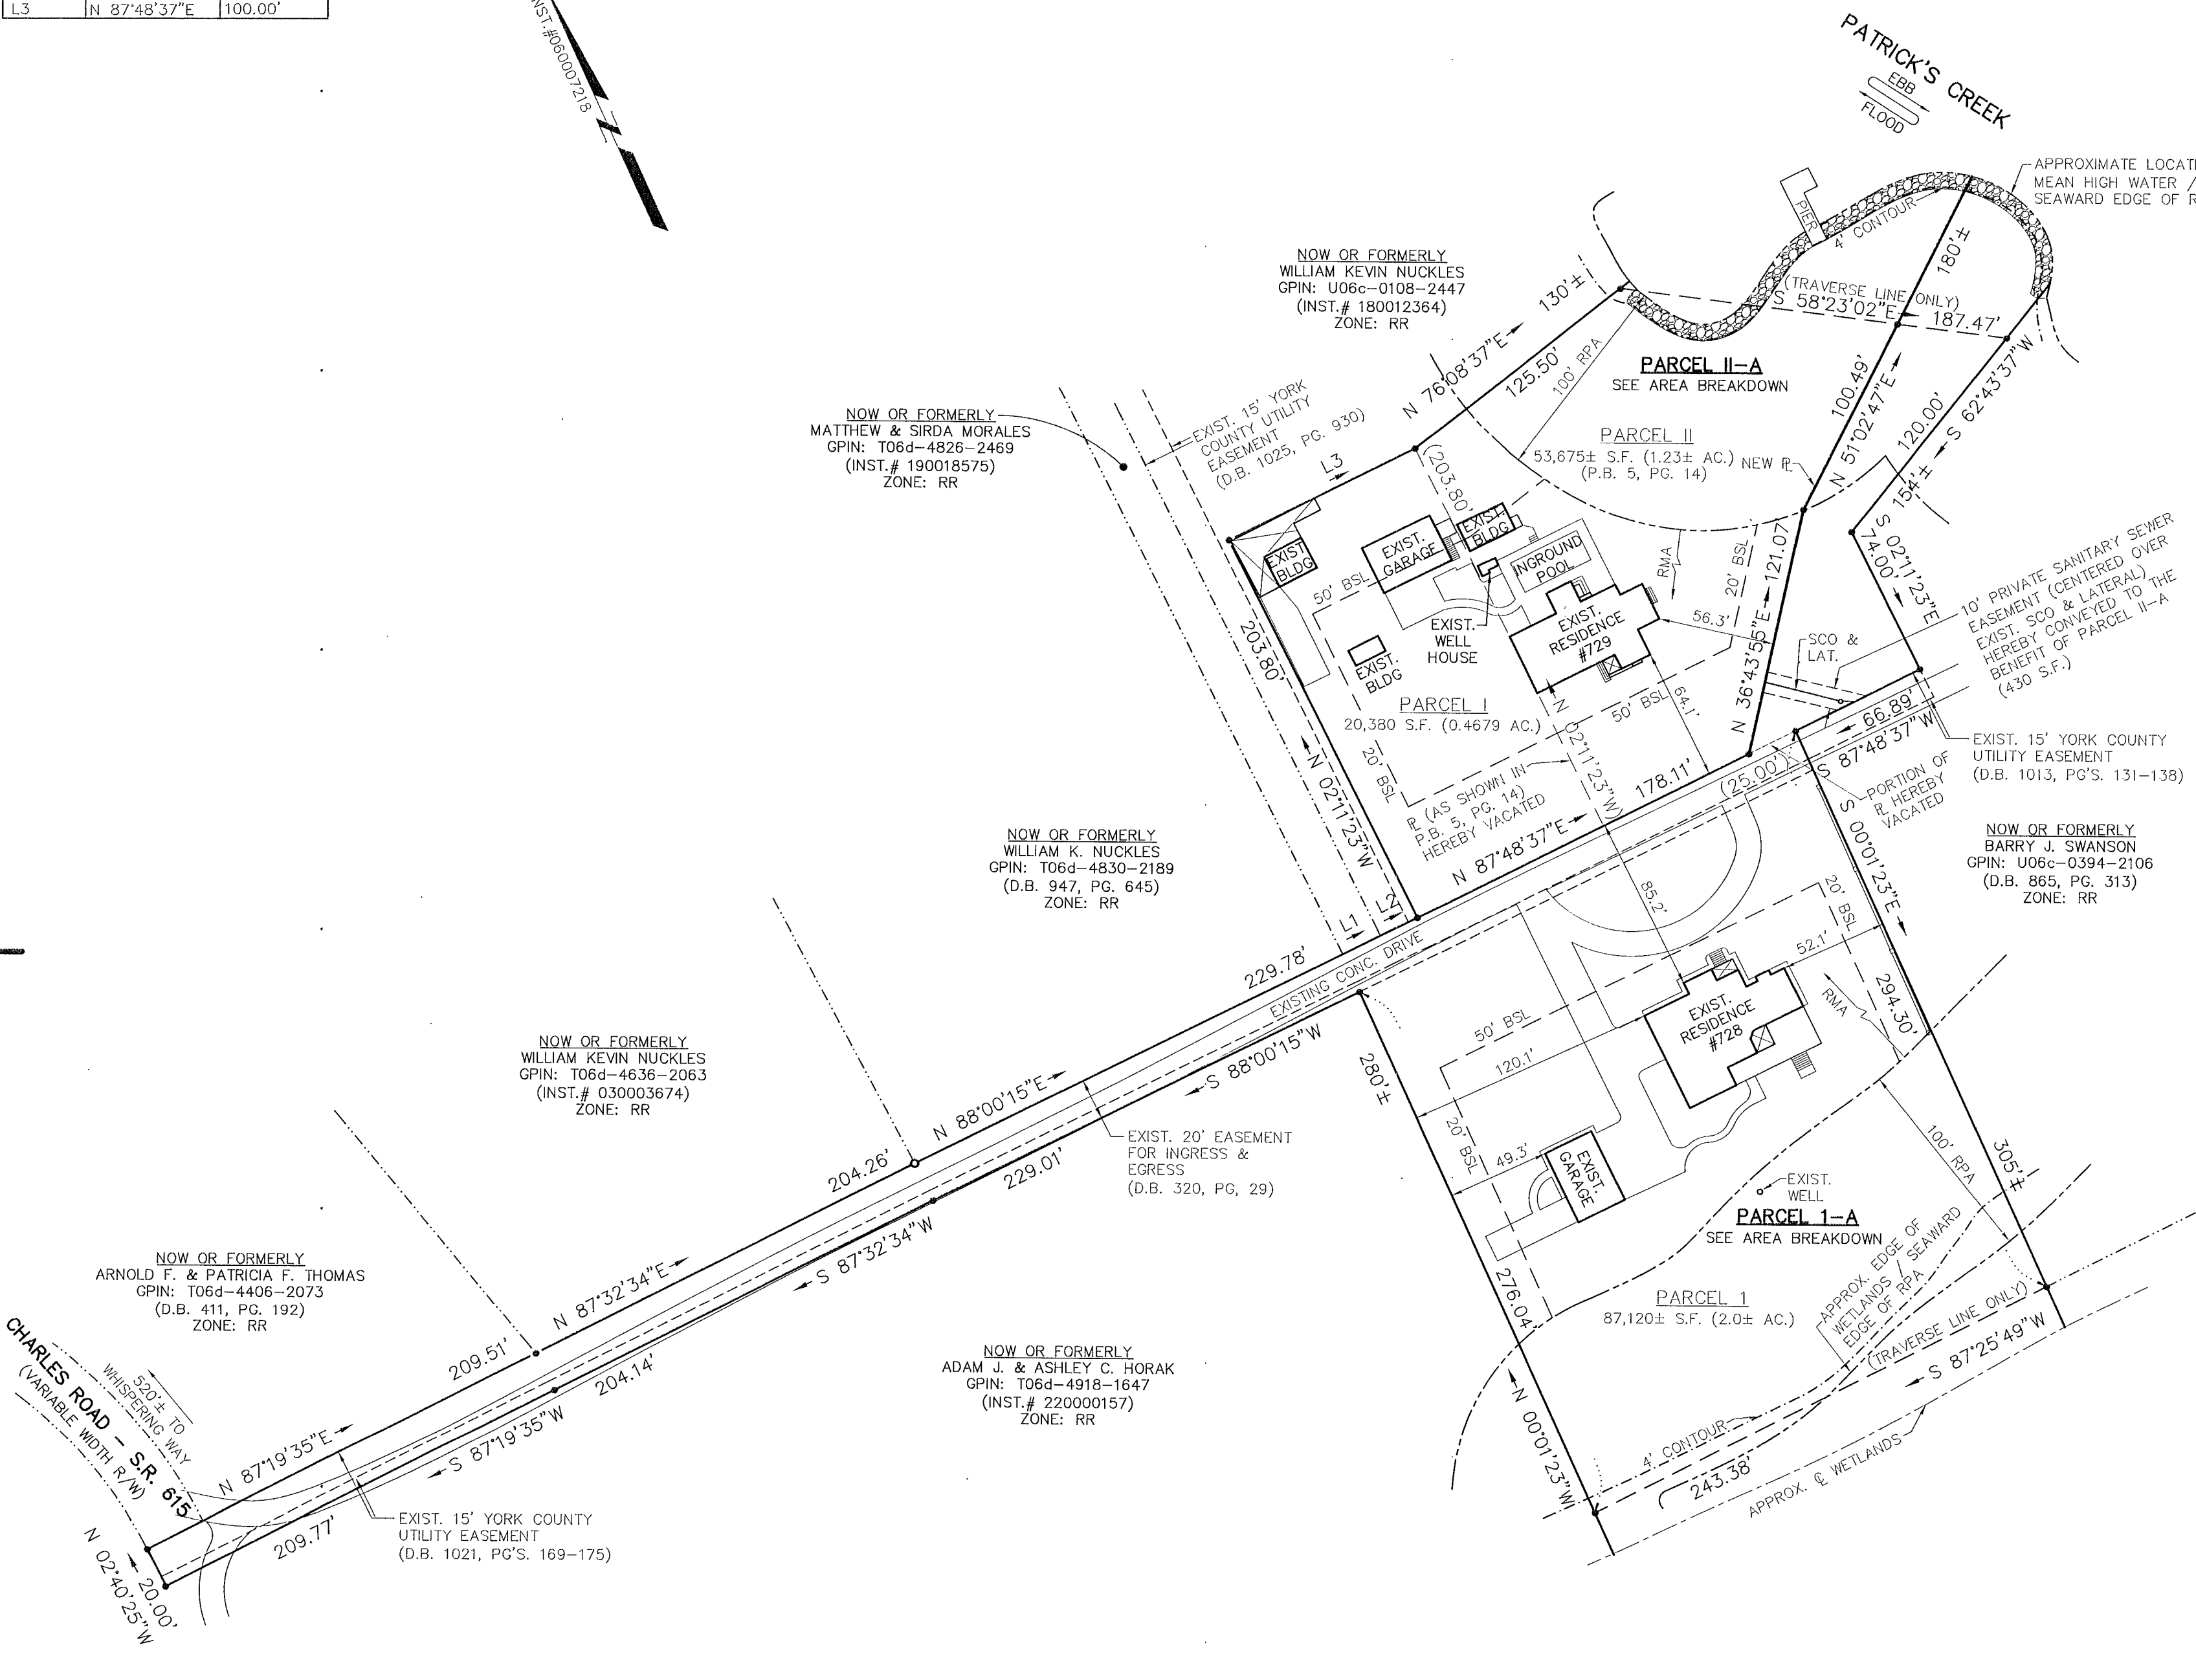 L3 N 87°48'37"E 100.00'
INST.#060007218
PATRICK'S CREEK
EBB
FLOOD
APPROXIMATE
MEAN HIGH WATER /
SEAWARD EDGE OF
PIER
4' CONTOUR
180'±
(TRAVERSE LINE ONLY)
S 58°23'02"E
187.47'
NOW OR FORMERLY
WILLIAM KEVIN NUCKLES
GPIN: U06c-0108-2447
(INST.# 180012364)
ZONE: RR
130'±
N 76°08'37"E
125.50'
100' RPA
PARCEL II-A
SEE AREA BREAKDOWN
100.49'
N 51°02'47"E
120.00'
S 62°43'37"W
154'±
NOW OR FORMERLY
MATTHEW & SIRDA MORALES
GPIN: T06d-4826-2469
(INST.# 190018575)
ZONE: RR
EXIST. 15' YORK
COUNTY UTILITY
EASEMENT
(D.B. 1025, PG. 930)
L3
(203.80')
PARCEL II
53,675± S.F. (1.23± AC.)
(P.B. 5, PG. 14)
NEW PL
EXIST.
BLDG
EXIST
BLDG
EXIST.
GARAGE
INGROUND
POOL
RMA
20' BSL
121.07
N 36°43'55"E
S 02°11'23"E
74.00'
50' BSL
EXIST.
WELL
HOUSE
EXIST.
RESIDENCE
#729
56.3'
SCO &
LAT.
10' PRIVATE SANITARY SEWER
EASEMENT (CENTERED OVER
EXIST. SCO & LATERAL)
HEREBY CONVEYED TO THE
BENEFIT OF PARCEL II-A
(430 S.F.)
203.80'
EXIST.
BLDG
PARCEL I
20,380 S.F. (0.4679 AC.)
50' BSL
64.1'
20' BSL
N 02°11'23"W
N 02°11'23"W)
PL (AS SHOWN IN
P.B. 5, PG. 14)
HEREBY VACATED
178.11'
N 87°48'37"E
(25.00')
66.89'
S 87°48'37"W
EXIST. 15' YORK COUNTY
UTILITY EASEMENT
(D.B. 1013, PG'S. 131-138)
PORTION OF
PL HEREBY
VACATED
S 00°01'23"E
NOW OR FORMERLY
BARRY J. SWANSON
GPIN: U06c-0394-2106
(D.B. 865, PG. 313)
ZONE: RR
NOW OR FORMERLY
WILLIAM K. NUCKLES
GPIN: T06d-4830-2189
(D.B. 947, PG. 645)
ZONE: RR
L1
L2
229.78'
EXISTING CONC. DRIVE
85.2'
20' BSL
52.1'
RMA
294.30'
50' BSL
120.1'
EXIST.
RESIDENCE
#728
NOW OR FORMERLY
WILLIAM KEVIN NUCKLES
GPIN: T06d-4636-2063
(INST.# 030003674)
ZONE: RR
N 88°00'15"E
S 88°00'15"W
280'±
204.26'
229.01'
EXIST. 20' EASEMENT
FOR INGRESS &
EGRESS
(D.B. 320, PG, 29)
20' BSL
49.3'
EXIST.
GARAGE
100' RPA
305'±
EXIST.
WELL
PARCEL 1-A
SEE AREA BREAKDOWN
APPROX. EDGE OF
WETLANDS / SEAWARD
EDGE OF RPA
PARCEL 1
87,120± S.F. (2.0± AC.)
276.04'
(TRAVERSE LINE ONLY)
S 87°25'49"W
N 00°01'23"W
4' CONTOUR
243.38'
APPROX. CL WETLANDS
NOW OR FORMERLY
ARNOLD F. & PATRICIA F. THOMAS
GPIN: T06d-4406-2073
(D.B. 411, PG. 192)
ZONE: RR
N 87°32'34"E
S 87°32'34"W
209.51'
204.14'
NOW OR FORMERLY
ADAM J. & ASHLEY C. HORAK
GPIN: T06d-4918-1647
(INST.# 220000157)
ZONE: RR
CHARLES ROAD - S.R. 615
(VARIABLE WIDTH R/W)
520'± TO
WHISPERING WAY
N 87°19'35"E
S 87°19'35"W
209.77'
EXIST. 15' YORK COUNTY
UTILITY EASEMENT
(D.B. 1021, PG'S. 169-175)
20.00'
N 02°40'25"W